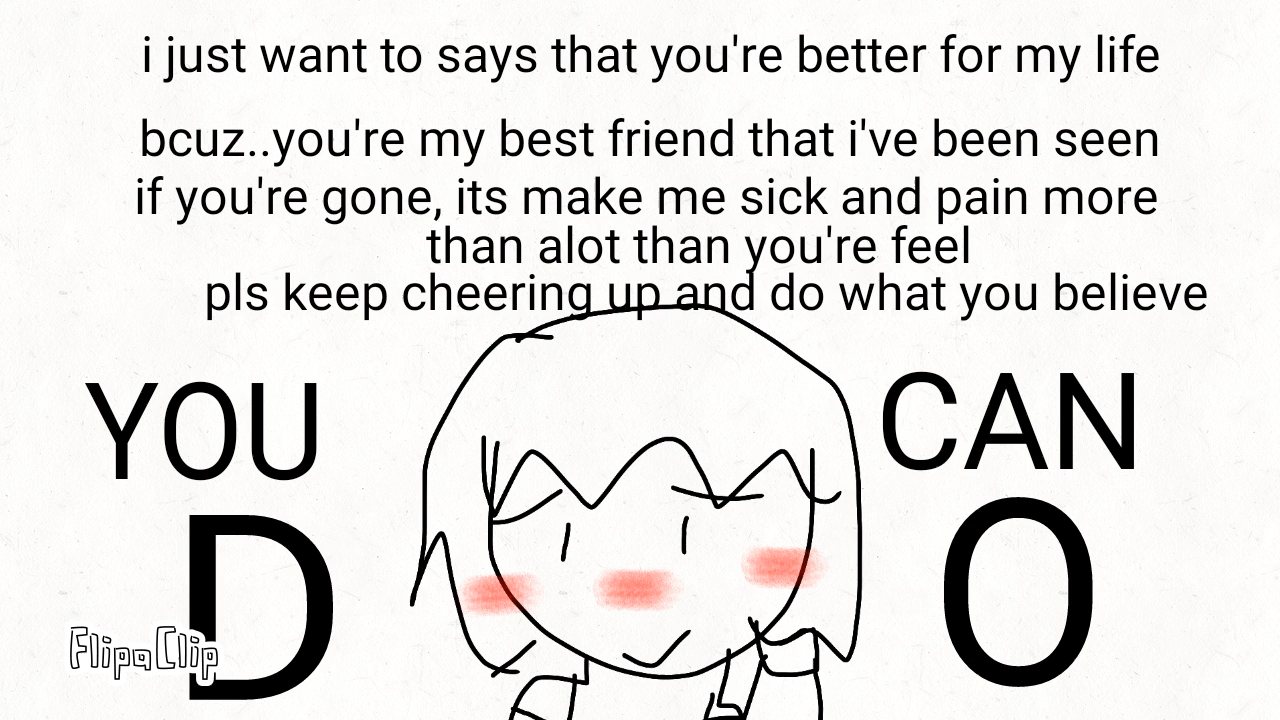 i just want to says that you're better for my life
bcuz..you're my best friend that i've been seen
if you're gone, its make me sick and pain more
than alot than you're feel
pls keep cheering up and do what you believe
YOU CAN
D O
FlipaClip